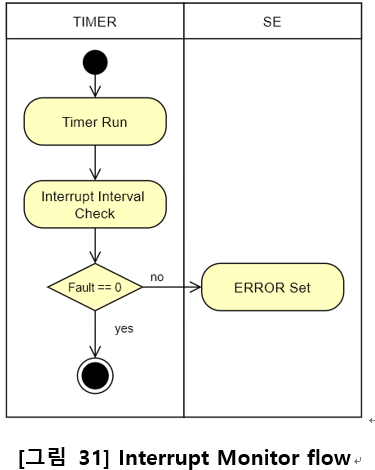 TIMER
SE
Timer Run
Interrupt Interval
Check
Fault == 0
no
ERROR Set
yes
[그림 31] Interrupt Monitor flow